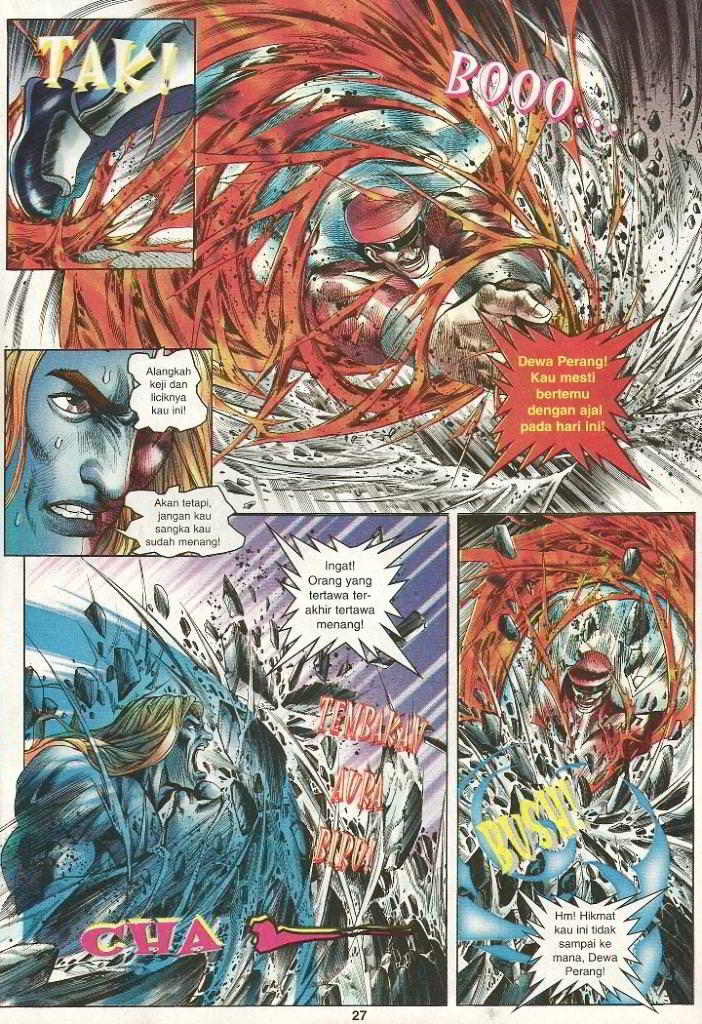 TAK!
BOOO...
Dewa Perang!
Kau mesti
bertemu
dengan ajal
pada hari ini!
Alangkah
keji dan
liciknya
kau ini!
Akan tetapi,
jangan kau
sangka kau
sudah menang!
Ingat!
Orang yang
tertawa ter-
akhir tertawa
menang!
TEMBAKAN
AURA
BIRU!
CHA
BUSH!
Hm! Hikmat
kau ini tidak
sampai ke
mana, Dewa
Perang!
27